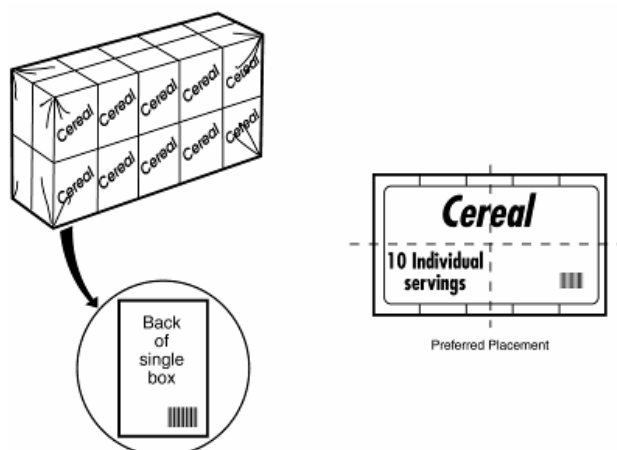 Cereal
Cereal
Cereal
Cereal
Cereal
Cereal
Cereal
Cereal
Cereal
Cereal
Back
of
single
box
Cereal
10 Individual
servings
Preferred Placement